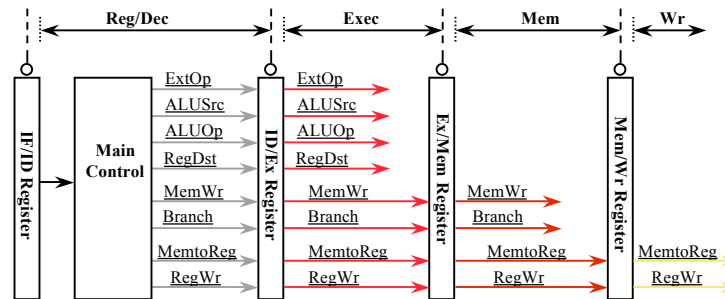 Reg/Dec Exec Mem Wr
ExtOp ExtOp
ALUSrc ALUSrc
ALUOp ALUOp
RegDst RegDst
MemWr MemWr MemWr
Branch Branch Branch
MemtoReg MemtoReg MemtoReg MemtoReg
RegWr RegWr RegWr RegWr
IF/ID Register
Main
Control
ID/Ex Register
Ex/Mem Register
Mem/Wr Register